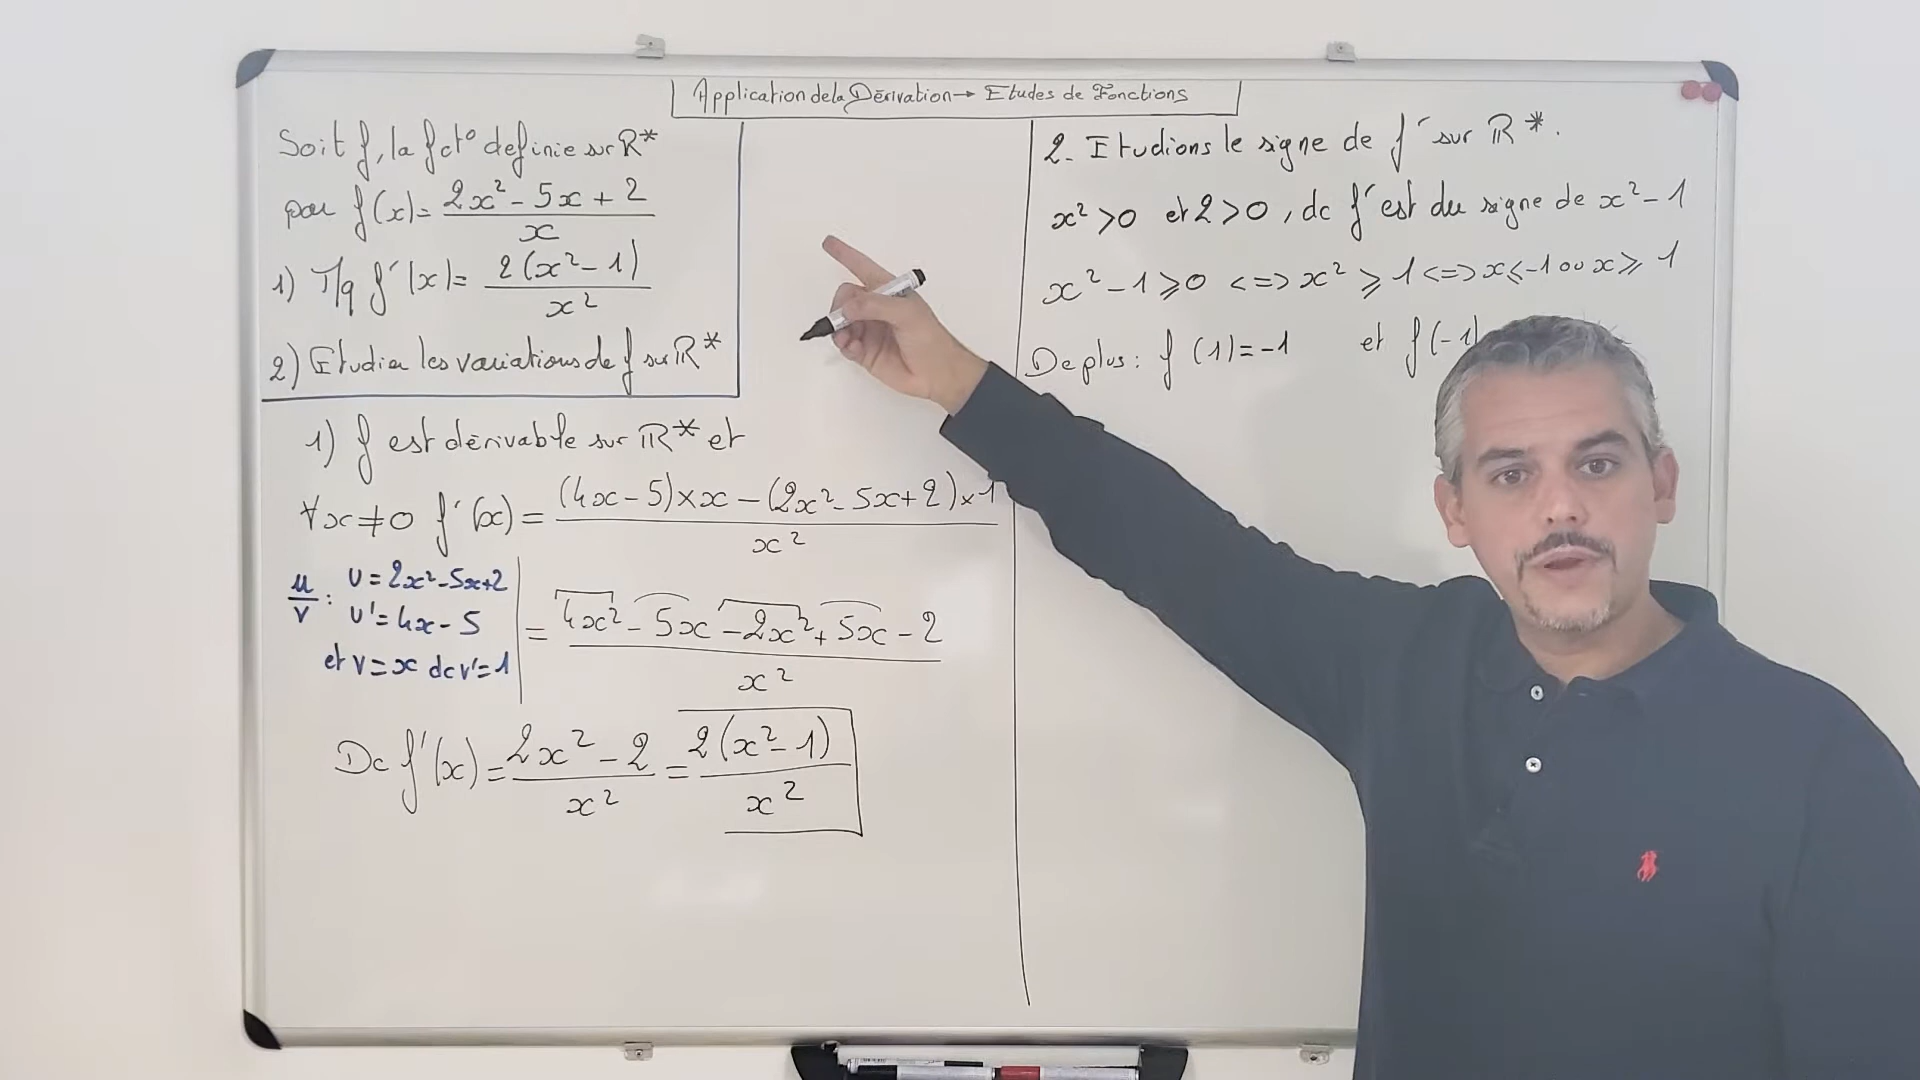 Application de la Dérivation → Etudes de Fonctions
Soit f, la fct° definie sur ℝ*
par f(x) = (2x² - 5x + 2)/x
1) T/q f'(x) = 2(x² - 1)/x²
2) Etudier les variations de f sur ℝ*
1) f est dérivable sur ℝ* et
∀x ≠ 0 f'(x) = ((4x - 5) × x - (2x² - 5x + 2) × 1)/x²
u/v : U = 2x² - 5x + 2
U' = 4x - 5
et V = x dc V' = 1
= (4x² - 5x - 2x² + 5x - 2)/x²
Dc f'(x) = (2x² - 2)/x² = 2(x² - 1)/x²
2. Etudions le signe de f' sur ℝ*.
x² > 0 et 2 > 0, dc f' est du signe de x² - 1
x² - 1 ⩾ 0 <=> x² ⩾ 1 <=> x ⩽ -1 ou x ⩾ 1
De plus : f(1) = -1 et f(-1)